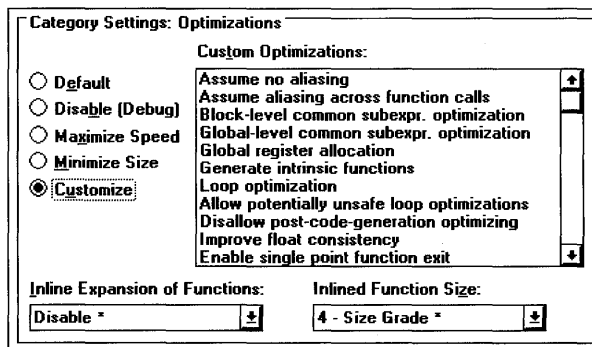 Category Settings: Optimizations
Custom Optimizations:
Default
Disable (Debug)
Maximize Speed
Minimize Size
Customize
Assume no aliasing
Assume aliasing across function calls
Block-level common subexpr. optimization
Global-level common subexpr. optimization
Global register allocation
Generate intrinsic functions
Loop optimization
Allow potentially unsafe loop optimizations
Disallow post-code-generation optimizing
Improve float consistency
Enable single point function exit
Inline Expansion of Functions:
Disable *
Inlined Function Size:
4 - Size Grade *